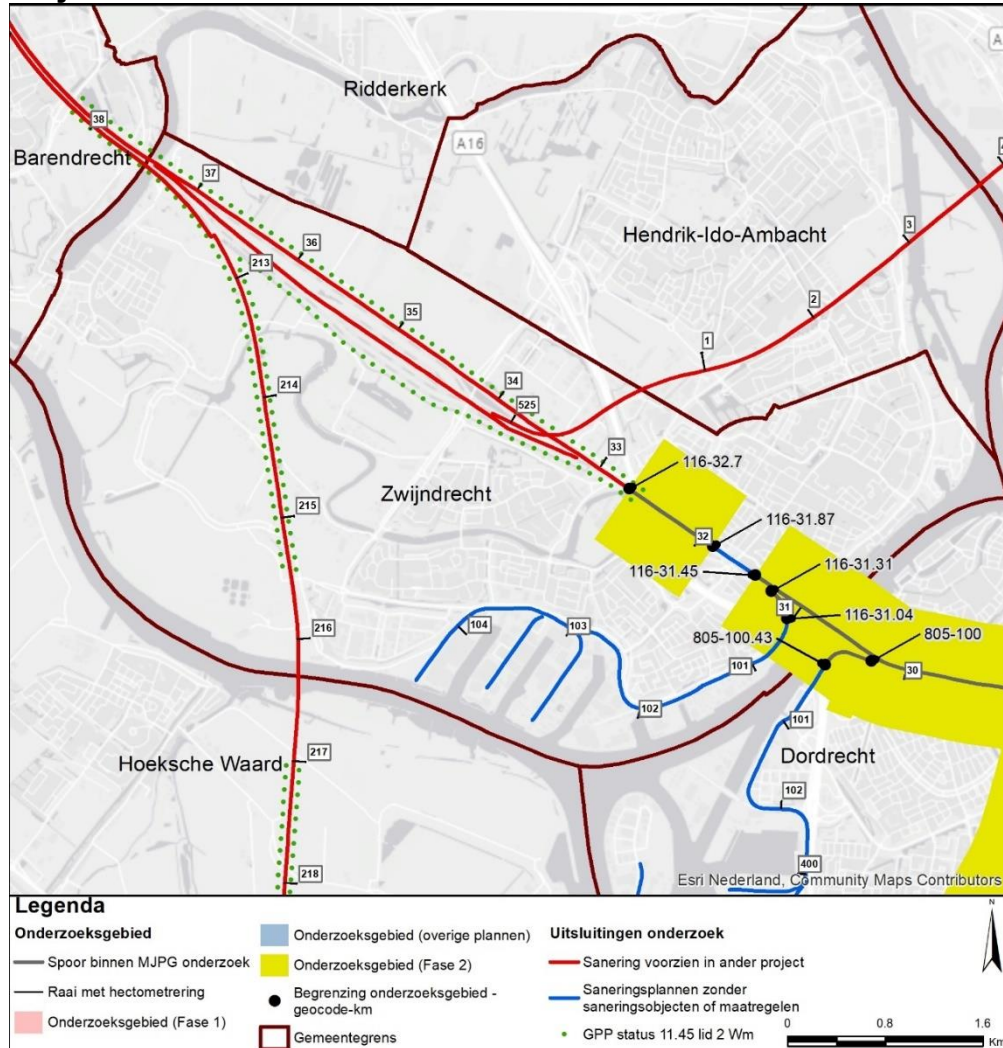 Ridderkerk
A16
38
Barendrecht
37
4
3
Hendrik-Ido-Ambacht
36
213
2
35
1
214
34
525
33
116-32.7
Zwijndrecht
215
32
116-31.87
116-31.45
116-31.31
31
116-31.04
104
103
216
805-100.43
805-100
101
30
102
101
217
Hoeksche Waard
Dordrecht
102
218
400
Esri Nederland, Community Maps Contributors
Legenda
Onderzoeksgebied
Spoor binnen MJPG onderzoek
Raai met hectometrering
Onderzoeksgebied (Fase 1)
Onderzoeksgebied (overige plannen)
Onderzoeksgebied (Fase 2)
Begrenzing onderzoeksgebied -
geocode-km
Gemeentegrens
Uitsluitingen onderzoek
Sanering voorzien in ander project
Saneringsplannen zonder
saneringsobjecten of maatregelen
GPP status 11.45 lid 2 Wm
N
0 0.8 1.6
Km